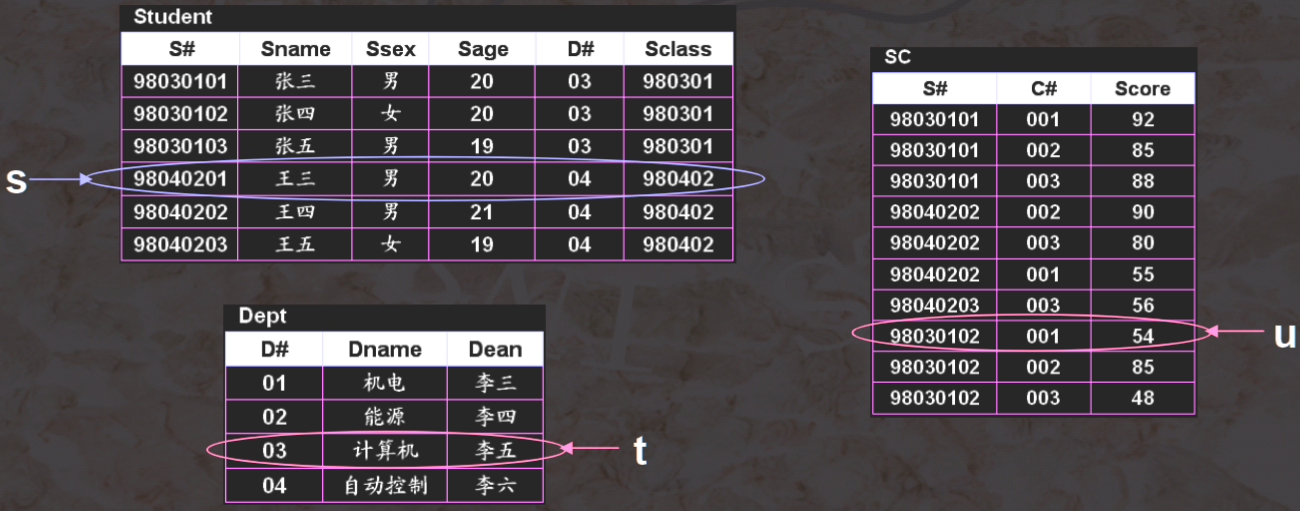 Student
S# Sname Ssex Sage D# Sclass
98030101 张三 男 20 03 980301
98030102 张四 女 20 03 980301
98030103 张五 男 19 03 980301
s
98040201 王三 男 20 04 980402
98040202 王四 男 21 04 980402
98040203 王五 女 19 04 980402
Dept
D# Dname Dean
01 机电 李三
02 能源 李四
03 计算机 李五
t
04 自动控制 李六
SC
S# C# Score
98030101 001 92
98030101 002 85
98030101 003 88
98040202 002 90
98040202 003 80
98040202 001 55
98040203 003 56
98030102 001 54
u
98030102 002 85
98030102 003 48